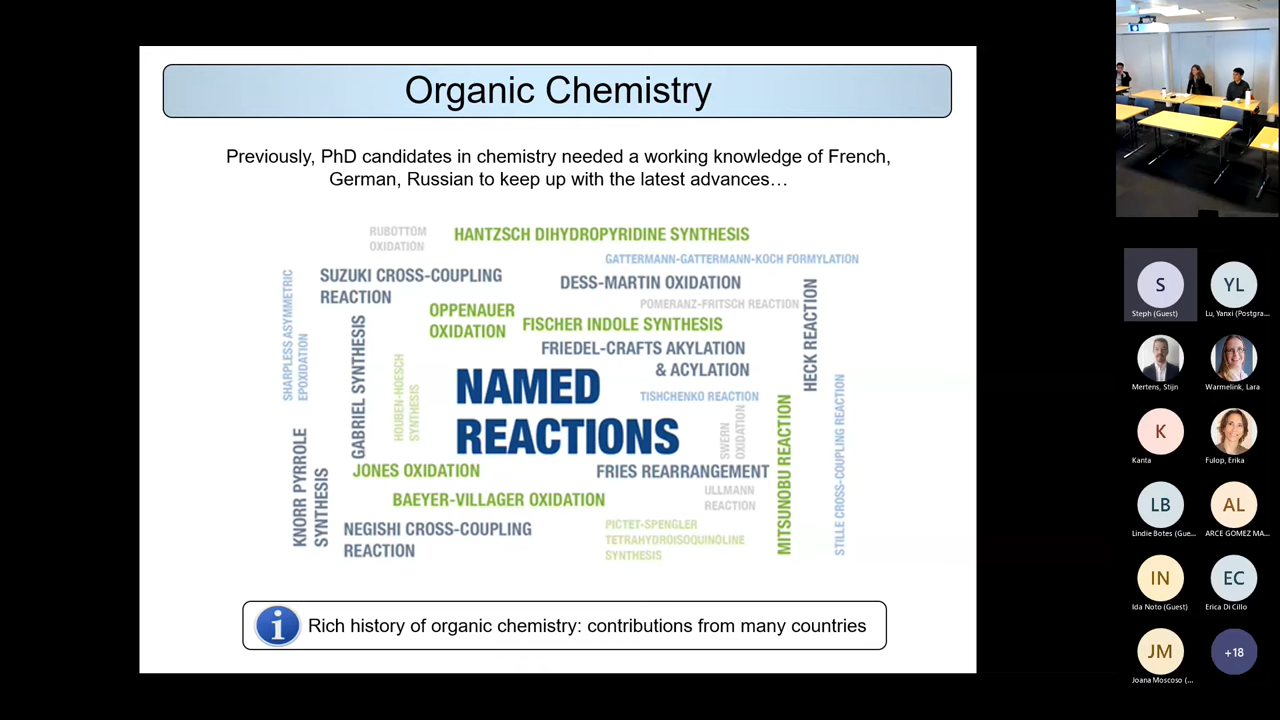 Organic Chemistry
Previously, PhD candidates in chemistry needed a working knowledge of French,
German, Russian to keep up with the latest advances…
RUBOTTOM
OXIDATION
HANTZSCH DIHYDROPYRIDINE SYNTHESIS
GATTERMANN-GATTERMANN-KOCH FORMYLATION
SUZUKI CROSS-COUPLING
REACTION
DESS-MARTIN OXIDATION
POMERANZ-FRITSCH REACTION
OPPENAUER
OXIDATION
FISCHER INDOLE SYNTHESIS
FRIEDEL-CRAFTS AKYLATION
& ACYLATION
HECK REACTION
SHARPLESS ASYMMETRIC
EPOXIDATION
GABRIEL SYNTHESIS
HOUBEN-HOESCH
SYNTHESIS
NAMED
REACTIONS
TISHCHENKO REACTION
SWERN
OXIDATION
MITSUNOBU REACTION
STILLE CROSS-COUPLING REACTION
KNORR PYRROLE
SYNTHESIS
JONES OXIDATION
FRIES REARRANGEMENT
BAEYER-VILLAGER OXIDATION
ULLMANN
REACTION
NEGISHI CROSS-COUPLING
REACTION
PICTET-SPENGLER
TETRAHYDROISOQUINOLINE
SYNTHESIS
i
Rich history of organic chemistry: contributions from many countries
S
Steph (Guest)
YL
Lu, Yanxi (Postgra...
Mertens, Stijn
Warmelink, Lara
K
Kanta
Fulop, Erika
LB
Lindie Botes (Gue...
AL
ARCE GOMEZ MA...
IN
Ida Noto (Guest)
EC
Erica Di Cillo
JM
Joana Moscoso (...
+18